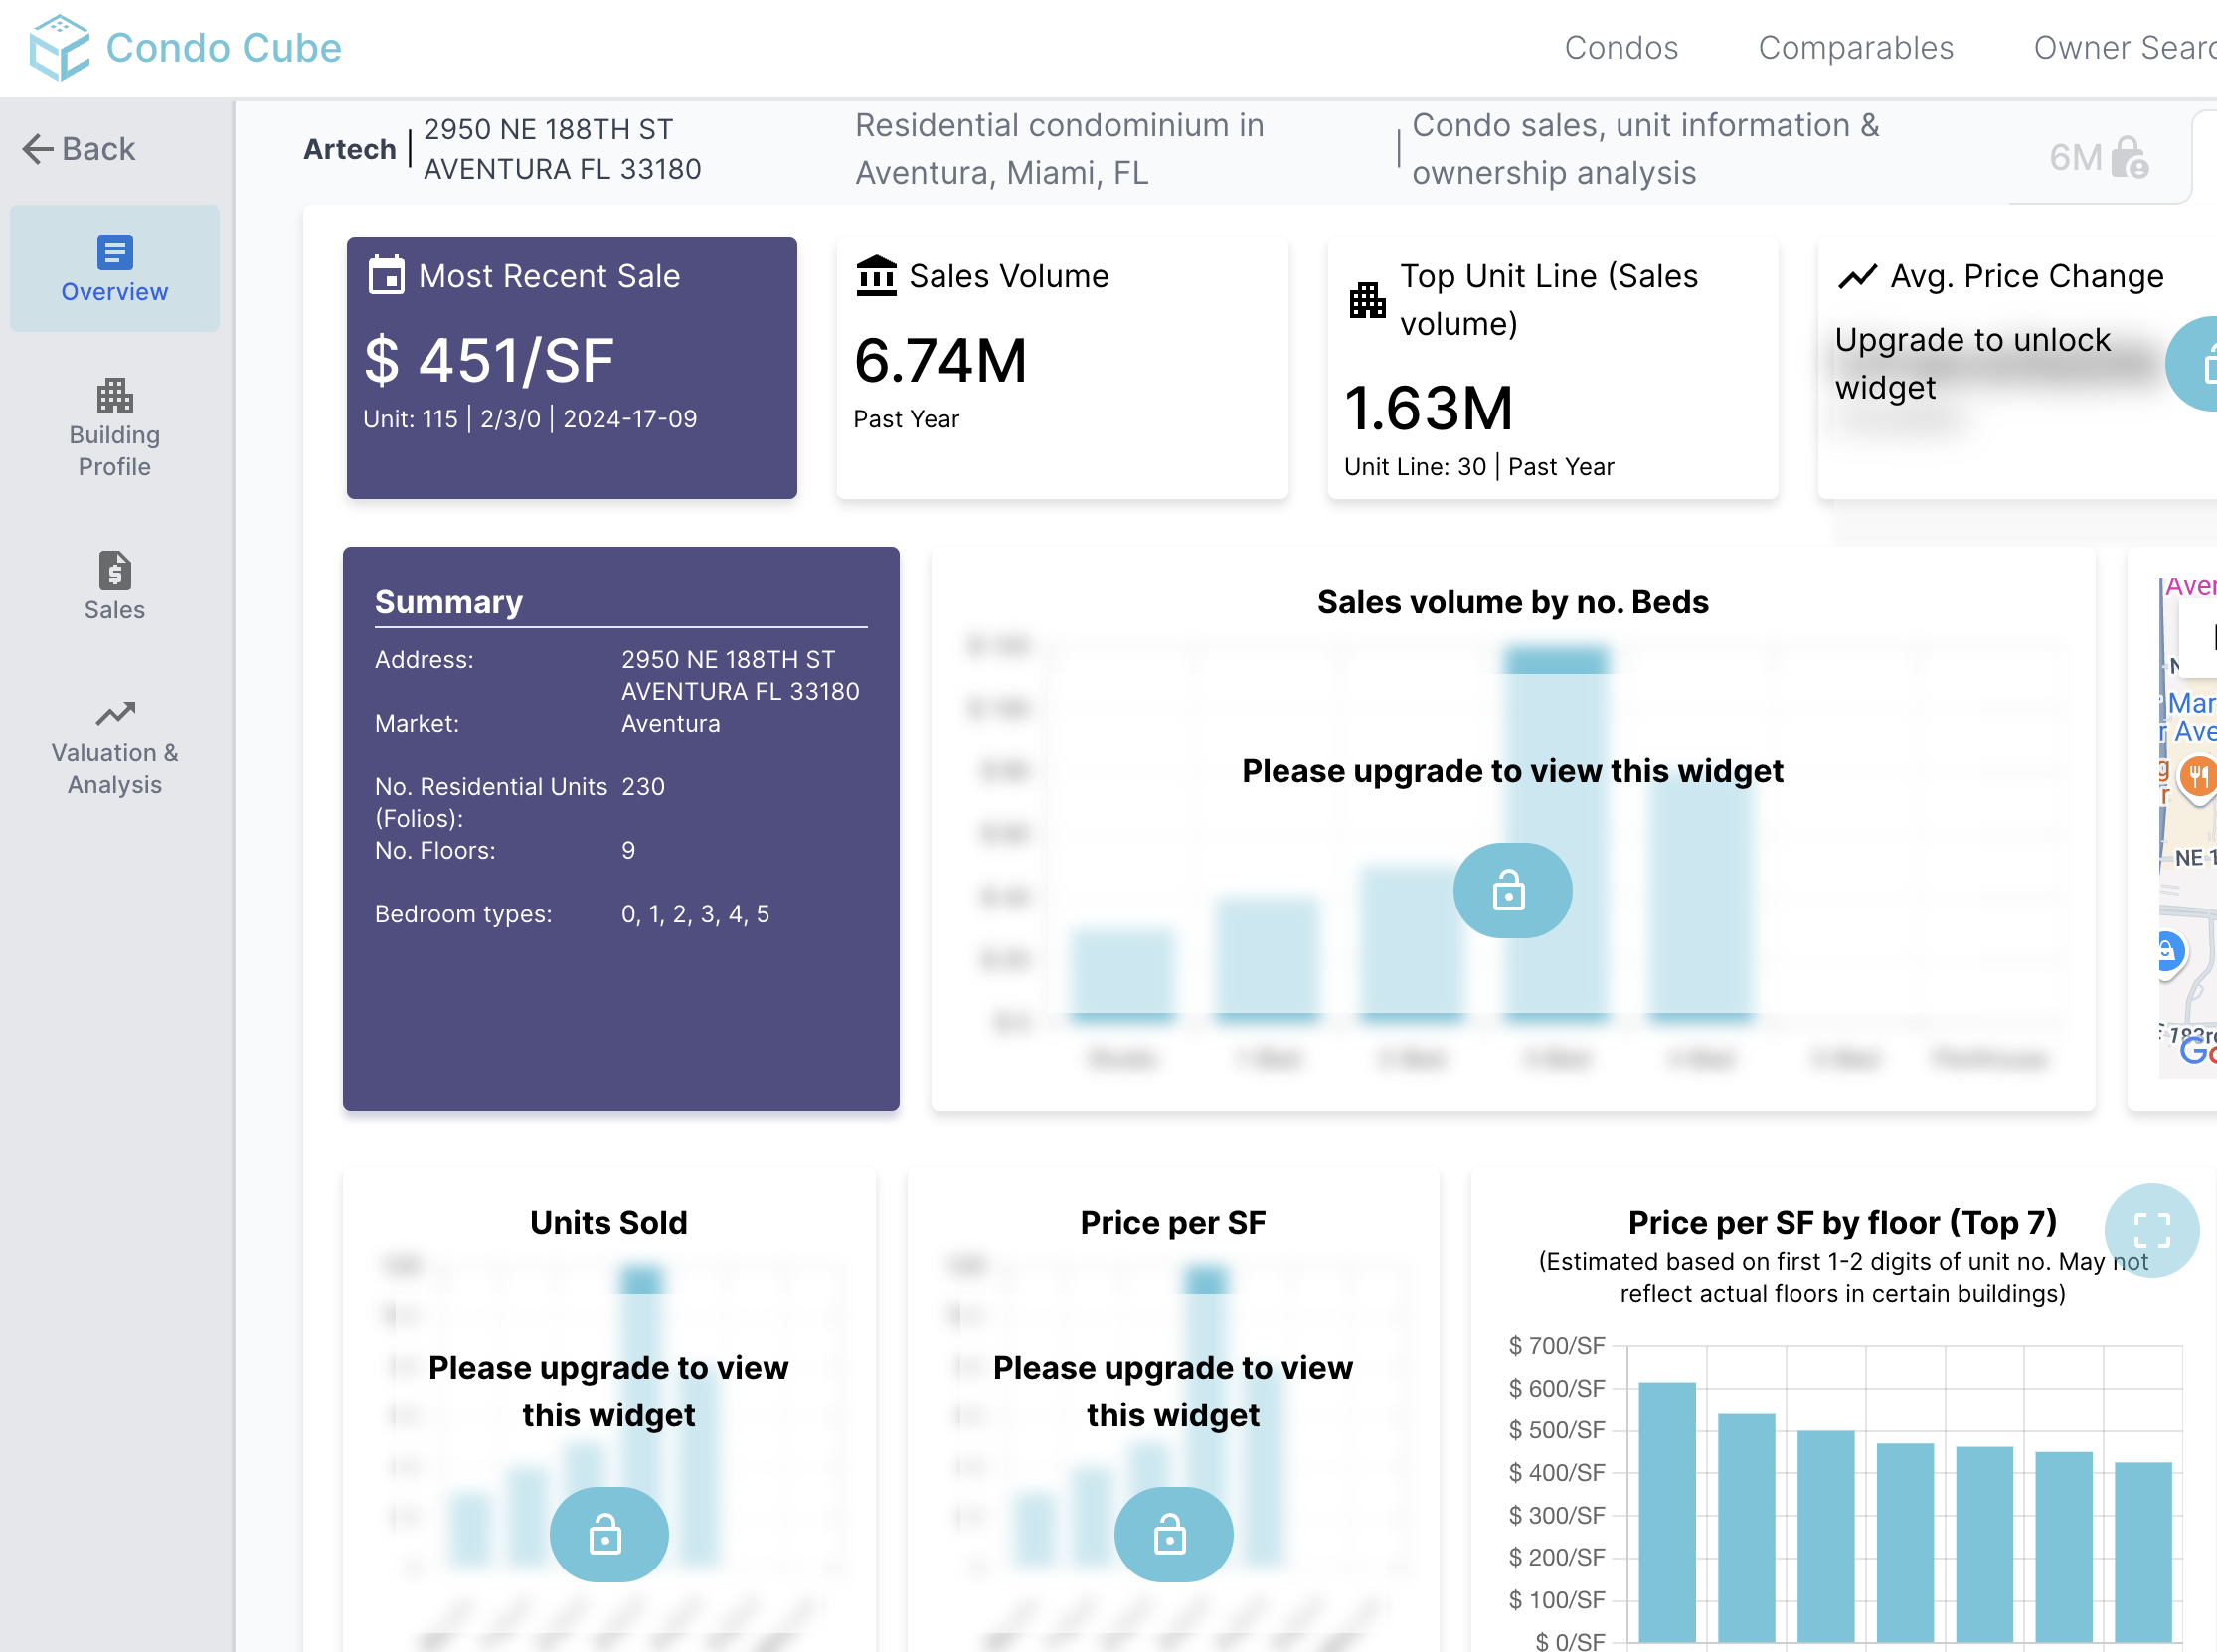 Condo Cube
Condos
Comparables
Owner Searc
Back
Artech
2950 NE 188TH ST
AVENTURA FL 33180
Residential condominium in
Aventura, Miami, FL
Condo sales, unit information &
ownership analysis
6M
Overview
Building
Profile
Sales
Valuation &
Analysis
Most Recent Sale
$ 451/SF
Unit: 115 | 2/3/0 | 2024-17-09
Sales Volume
6.74M
Past Year
Top Unit Line (Sales
volume)
1.63M
Unit Line: 30 | Past Year
Avg. Price Change
Upgrade to unlock
widget
Summary
Address: 2950 NE 188TH ST
AVENTURA FL 33180
Market: Aventura
No. Residential Units 230
(Folios):
No. Floors: 9
Bedroom types: 0, 1, 2, 3, 4, 5
Sales volume by no. Beds
Please upgrade to view this widget
Aver
Mar
r Ave
NE 1
Units Sold
Please upgrade to view
this widget
Price per SF
Please upgrade to view
this widget
Price per SF by floor (Top 7)
(Estimated based on first 1-2 digits of unit no. May not
reflect actual floors in certain buildings)
$ 700/SF
$ 600/SF
$ 500/SF
$ 400/SF
$ 300/SF
$ 200/SF
$ 100/SF
$ 0/SF